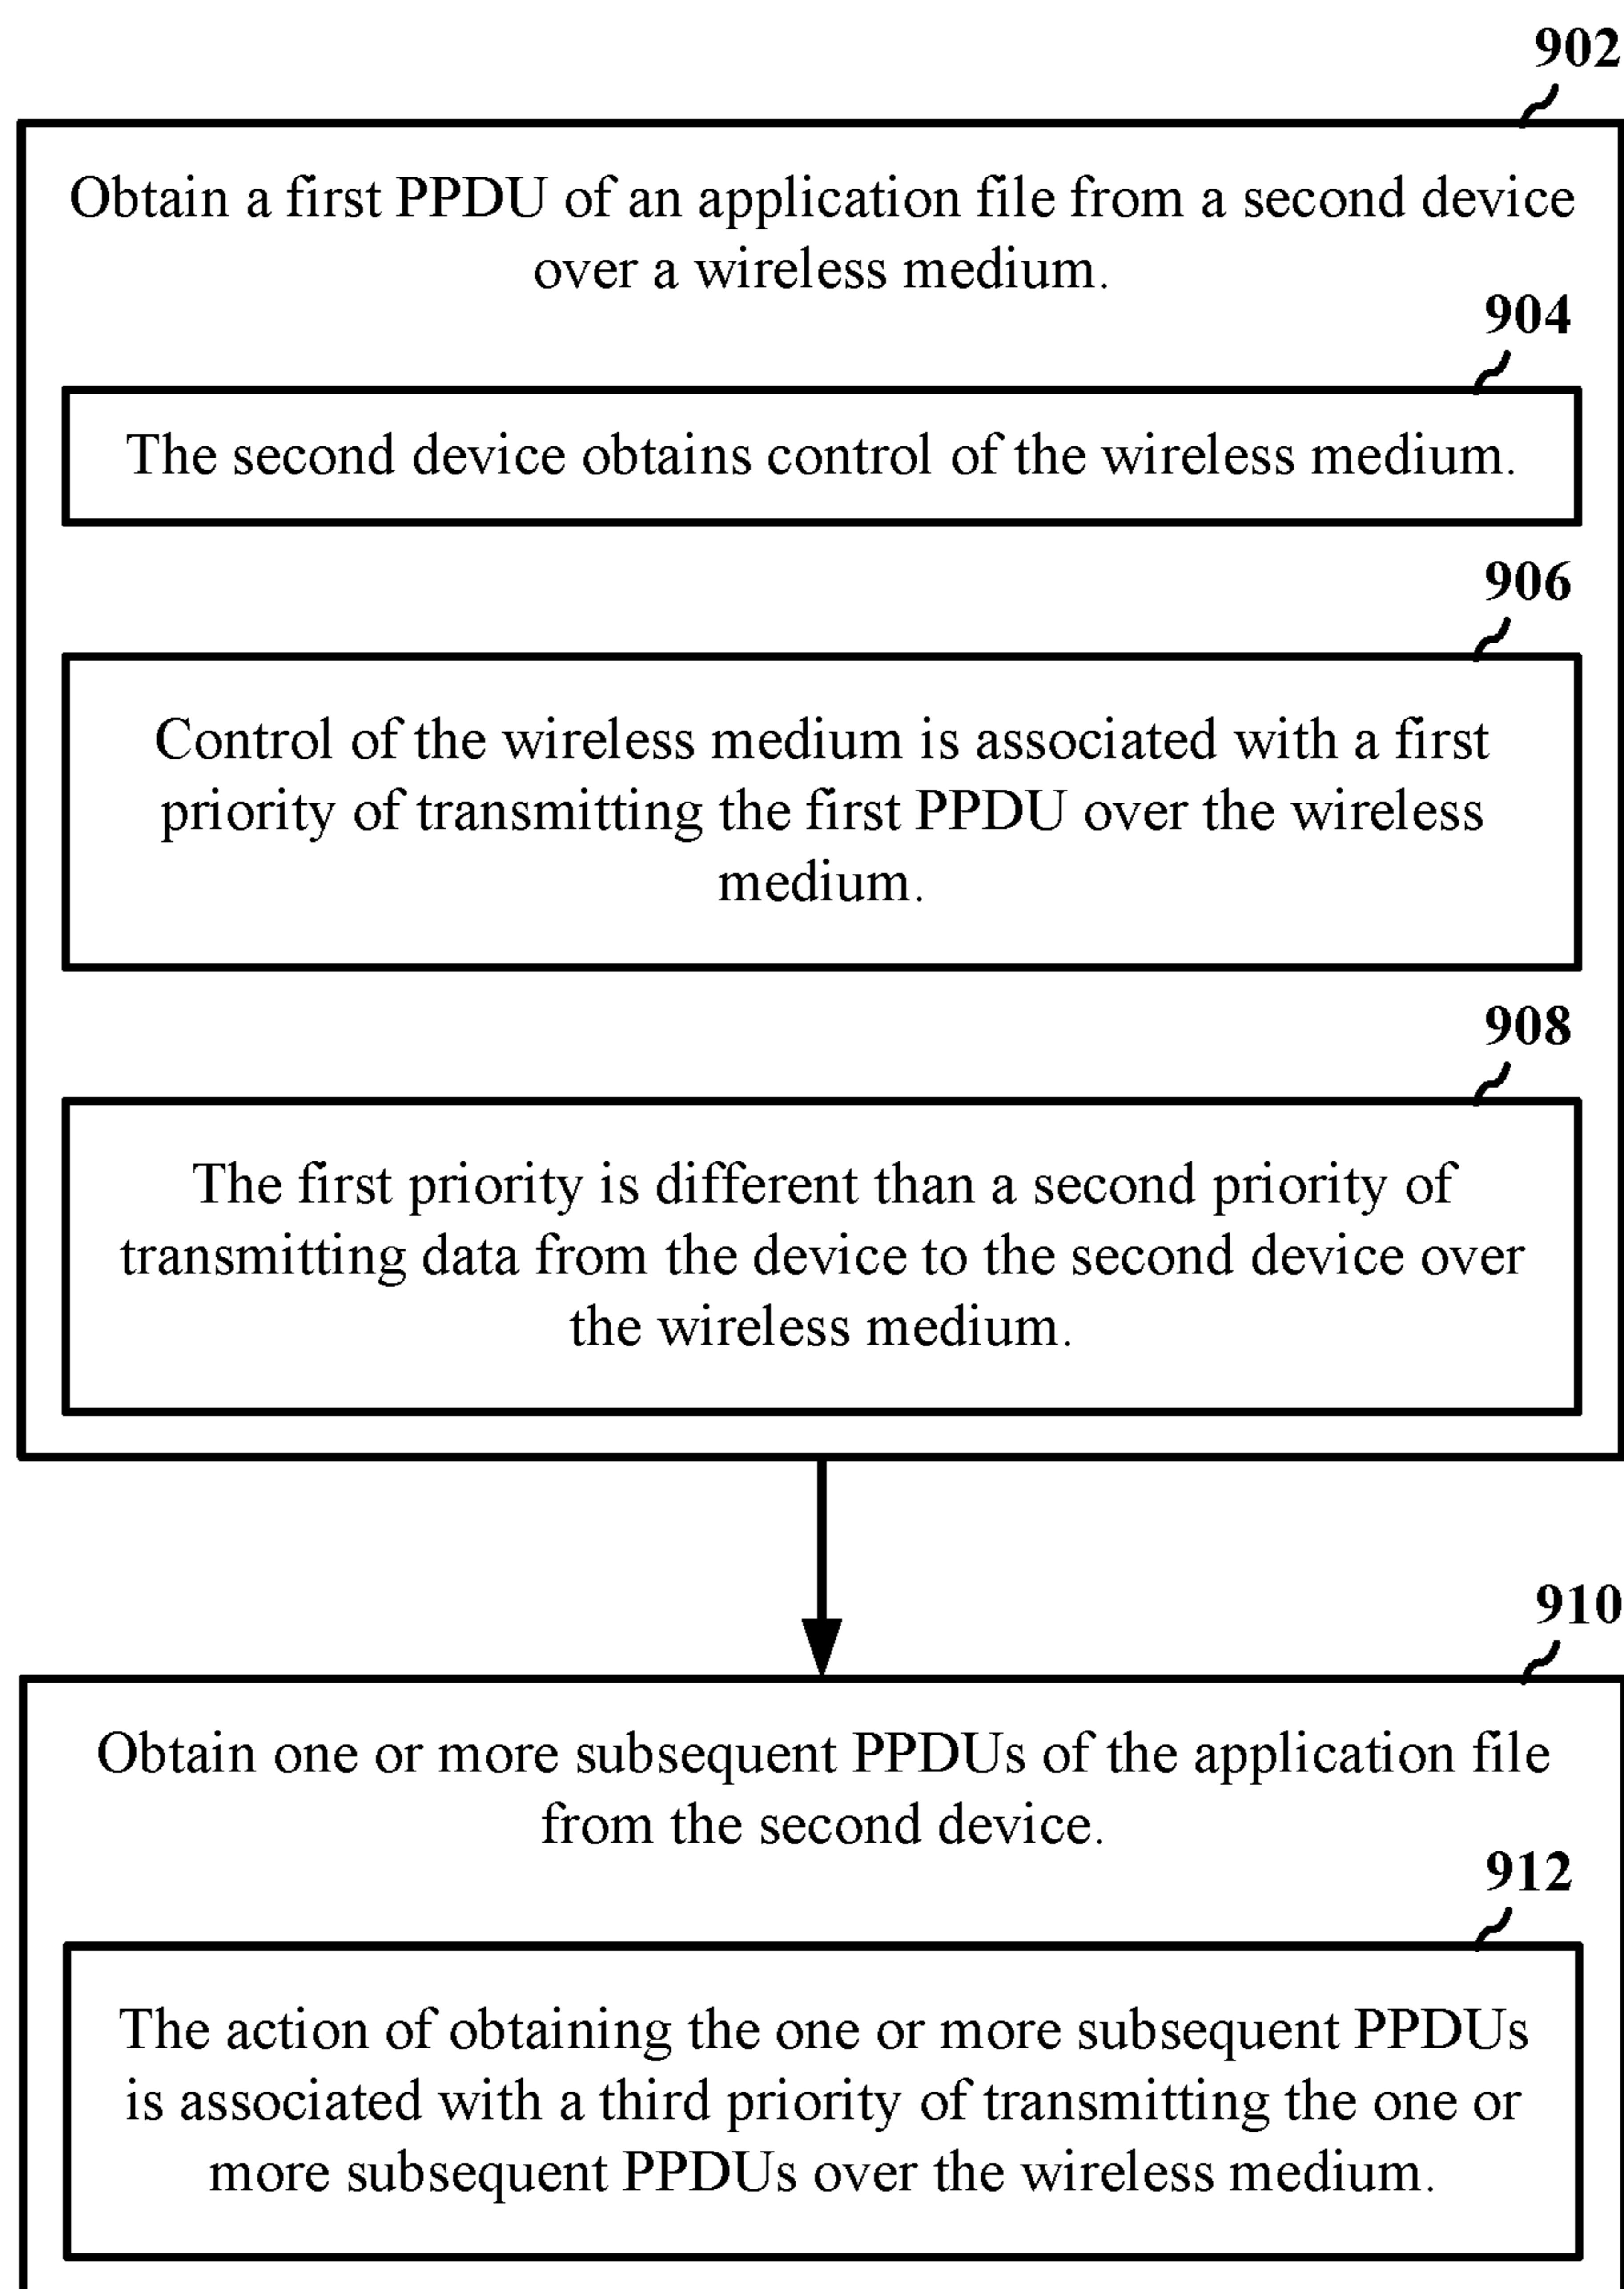 902
Obtain a first PPDU of an application file from a second device
over a wireless medium.
904
The second device obtains control of the wireless medium.
906
Control of the wireless medium is associated with a first
priority of transmitting the first PPDU over the wireless
medium.
908
The first priority is different than a second priority of
transmitting data from the device to the second device over
the wireless medium.
910
Obtain one or more subsequent PPDUs of the application file
from the second device.
912
The action of obtaining the one or more subsequent PPDUs
is associated with a third priority of transmitting the one or
more subsequent PPDUs over the wireless medium.